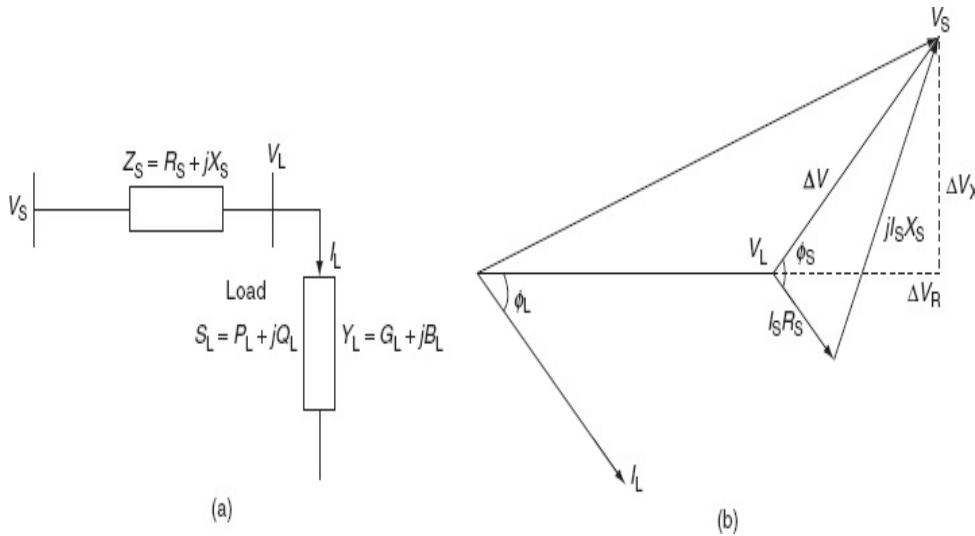 Z_S = R_S + jX_S
V_L
V_S
I_L
Load
S_L = P_L + jQ_L
Y_L = G_L + jB_L
(a)
V_S
ΔV
ΔV_X
jI_SX_S
V_L
ϕ_S
ϕ_L
ΔV_R
I_SR_S
I_L
(b)